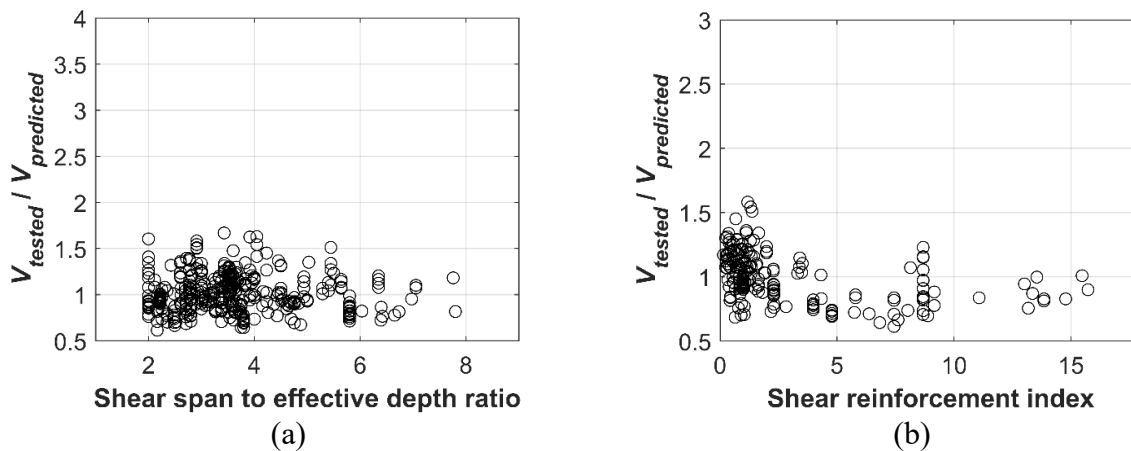 4
3.5
3
2.5
2
1.5
1
0.5
V_tested / V_predicted
2 4 6 8
Shear span to effective depth ratio
(a)
3
2.5
2
1.5
1
0.5
V_tested / V_predicted
0 5 10 15
Shear reinforcement index
(b)